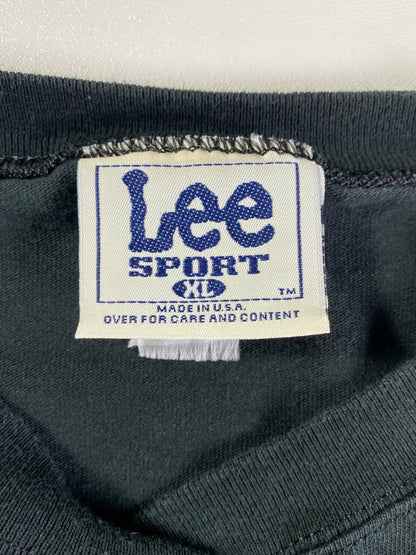 Lee
SPORT
XL
TM
MADE IN U.S.A.
OVER FOR CARE AND CONTENT